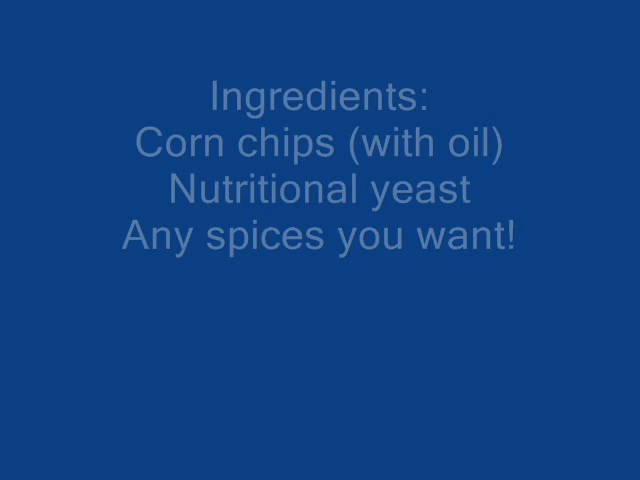 Ingredients:
Corn chips (with oil)
Nutritional yeast
Any spices you want!